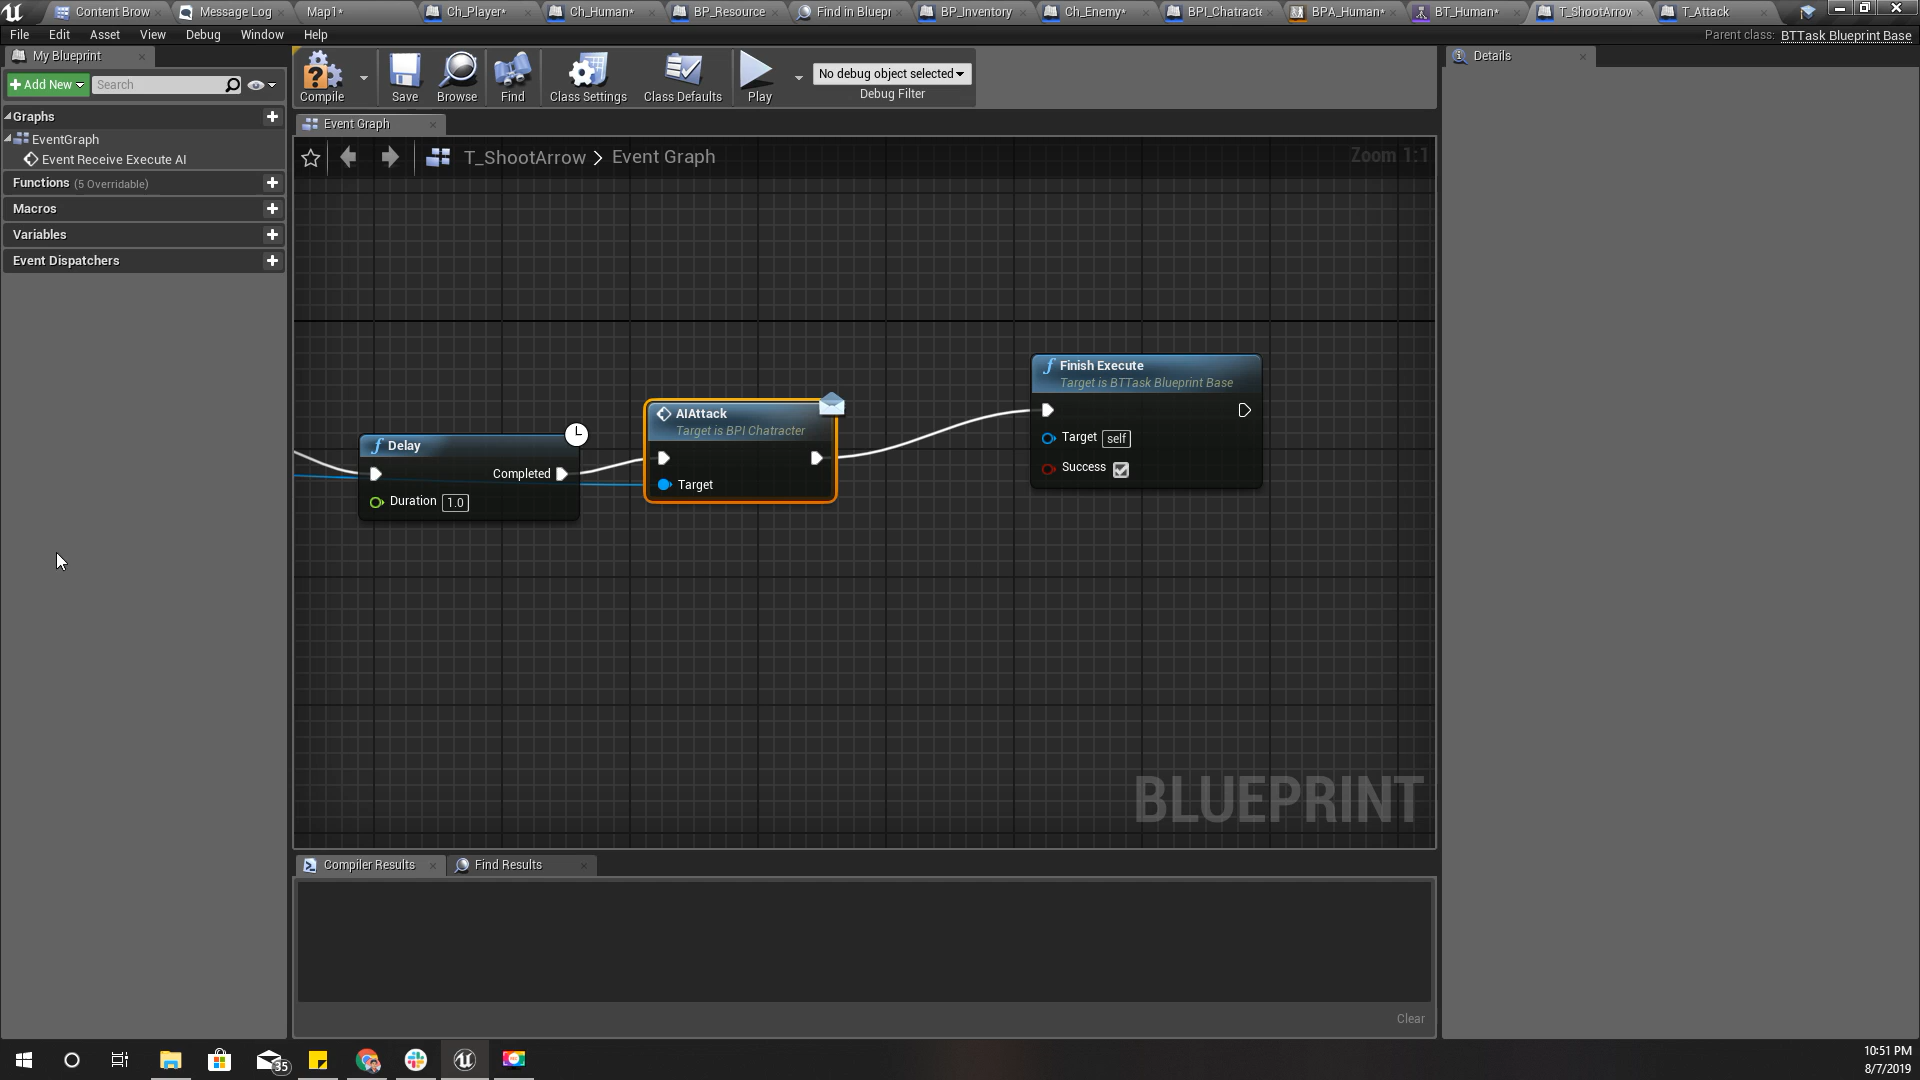 Content Brow
Message Log
Map1*
Ch_Player*
Ch_Human*
BP_Resource
Find in Bluepr
BP_Inventory
Ch_Enemy*
BPI_Chatracte
BPA_Human*
BT_Human*
T_ShootArrow
T_Attack
File Edit Asset View Debug Window Help
Parent class: BTTask Blueprint Base
My Blueprint
Details
Add New
Search
Compile
Save
Browse
Find
Class Settings
Class Defaults
Play
No debug object selected
Debug Filter
Graphs
EventGraph
Event Receive Execute AI
Functions (5 Overridable)
Macros
Variables
Event Dispatchers
Event Graph
T_ShootArrow > Event Graph
Zoom 1:1
Delay
Completed
Duration 1.0
AIAttack
Target is BPI Chatracter
Target
Finish Execute
Target is BTTask Blueprint Base
Target self
Success
BLUEPRINT
Compiler Results
Find Results
Clear
35
10:51 PM
8/7/2019